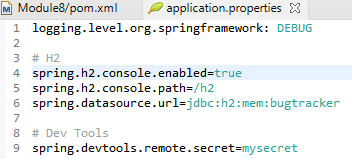 Module8/pom.xml
application.properties
1 logging.level.org.springframework: DEBUG
2
3 # H2
4 spring.h2.console.enabled=true
5 spring.h2.console.path=/h2
6 spring.datasource.url=jdbc:h2:mem:bugtracker
7
8 # Dev Tools
9 spring.devtools.remote.secret=mysecret